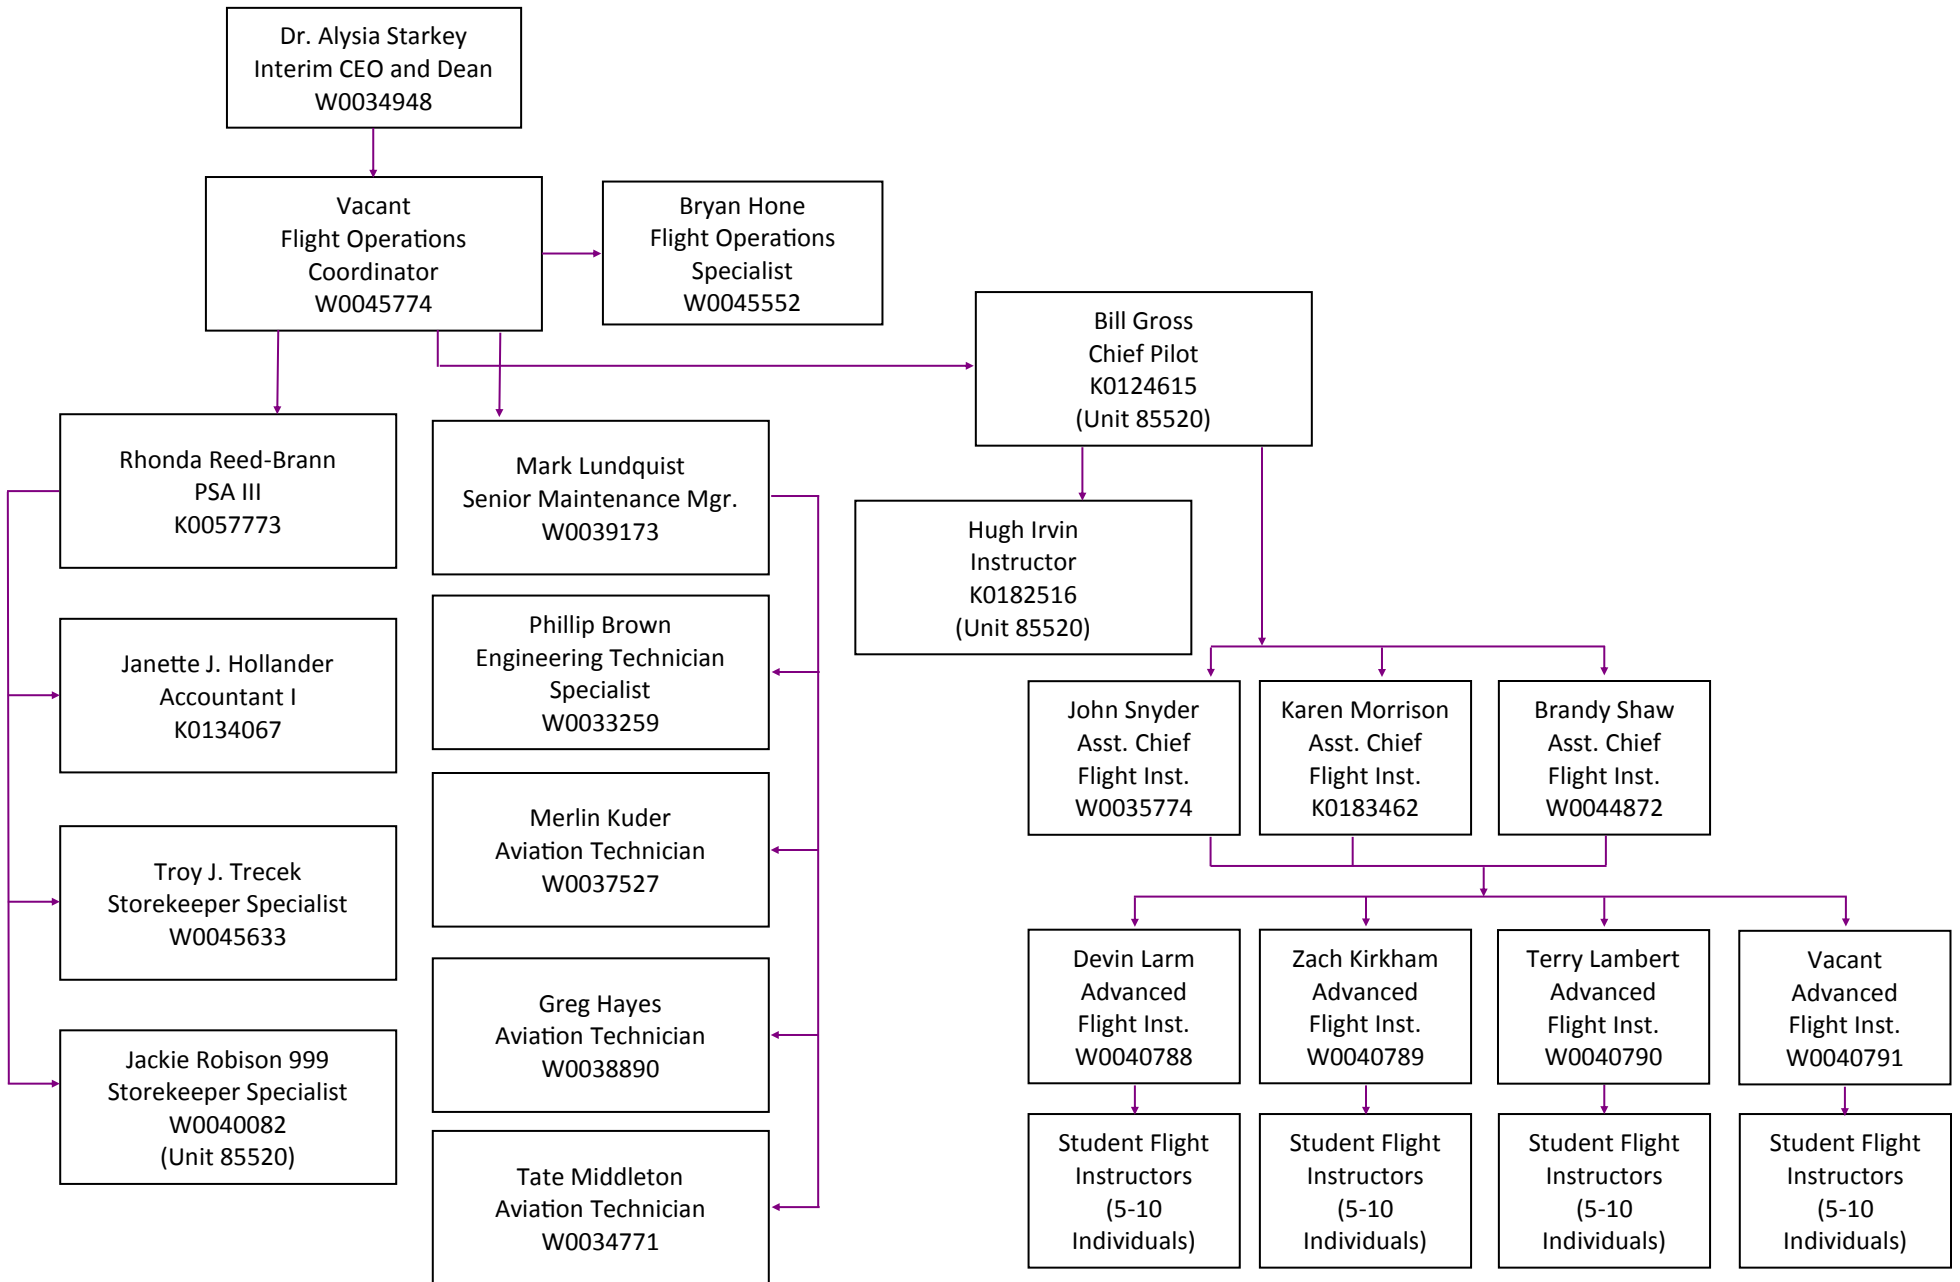 Dr. Alysia Starkey
Interim CEO and Dean
W0034948
Vacant
Flight Operations
Coordinator
W0045774
Bryan Hone
Flight Operations
Specialist
W0045552
Bill Gross
Chief Pilot
K0124615
(Unit 85520)
Rhonda Reed-Brann
PSA III
K0057773
Mark Lundquist
Senior Maintenance Mgr.
W0039173
Hugh Irvin
Instructor
K0182516
(Unit 85520)
Janette J. Hollander
Accountant I
K0134067
Phillip Brown
Engineering Technician
Specialist
W0033259
John Snyder
Asst. Chief
Flight Inst.
W0035774
Karen Morrison
Asst. Chief
Flight Inst.
K0183462
Brandy Shaw
Asst. Chief
Flight Inst.
W0044872
Troy J. Trecek
Storekeeper Specialist
W0045633
Merlin Kuder
Aviation Technician
W0037527
Devin Larm
Advanced
Flight Inst.
W0040788
Zach Kirkham
Advanced
Flight Inst.
W0040789
Terry Lambert
Advanced
Flight Inst.
W0040790
Vacant
Advanced
Flight Inst.
W0040791
Jackie Robison 999
Storekeeper Specialist
W0040082
(Unit 85520)
Greg Hayes
Aviation Technician
W0038890
Tate Middleton
Aviation Technician
W0034771
Student Flight
Instructors
(5-10
Individuals)
Student Flight
Instructors
(5-10
Individuals)
Student Flight
Instructors
(5-10
Individuals)
Student Flight
Instructors
(5-10
Individuals)